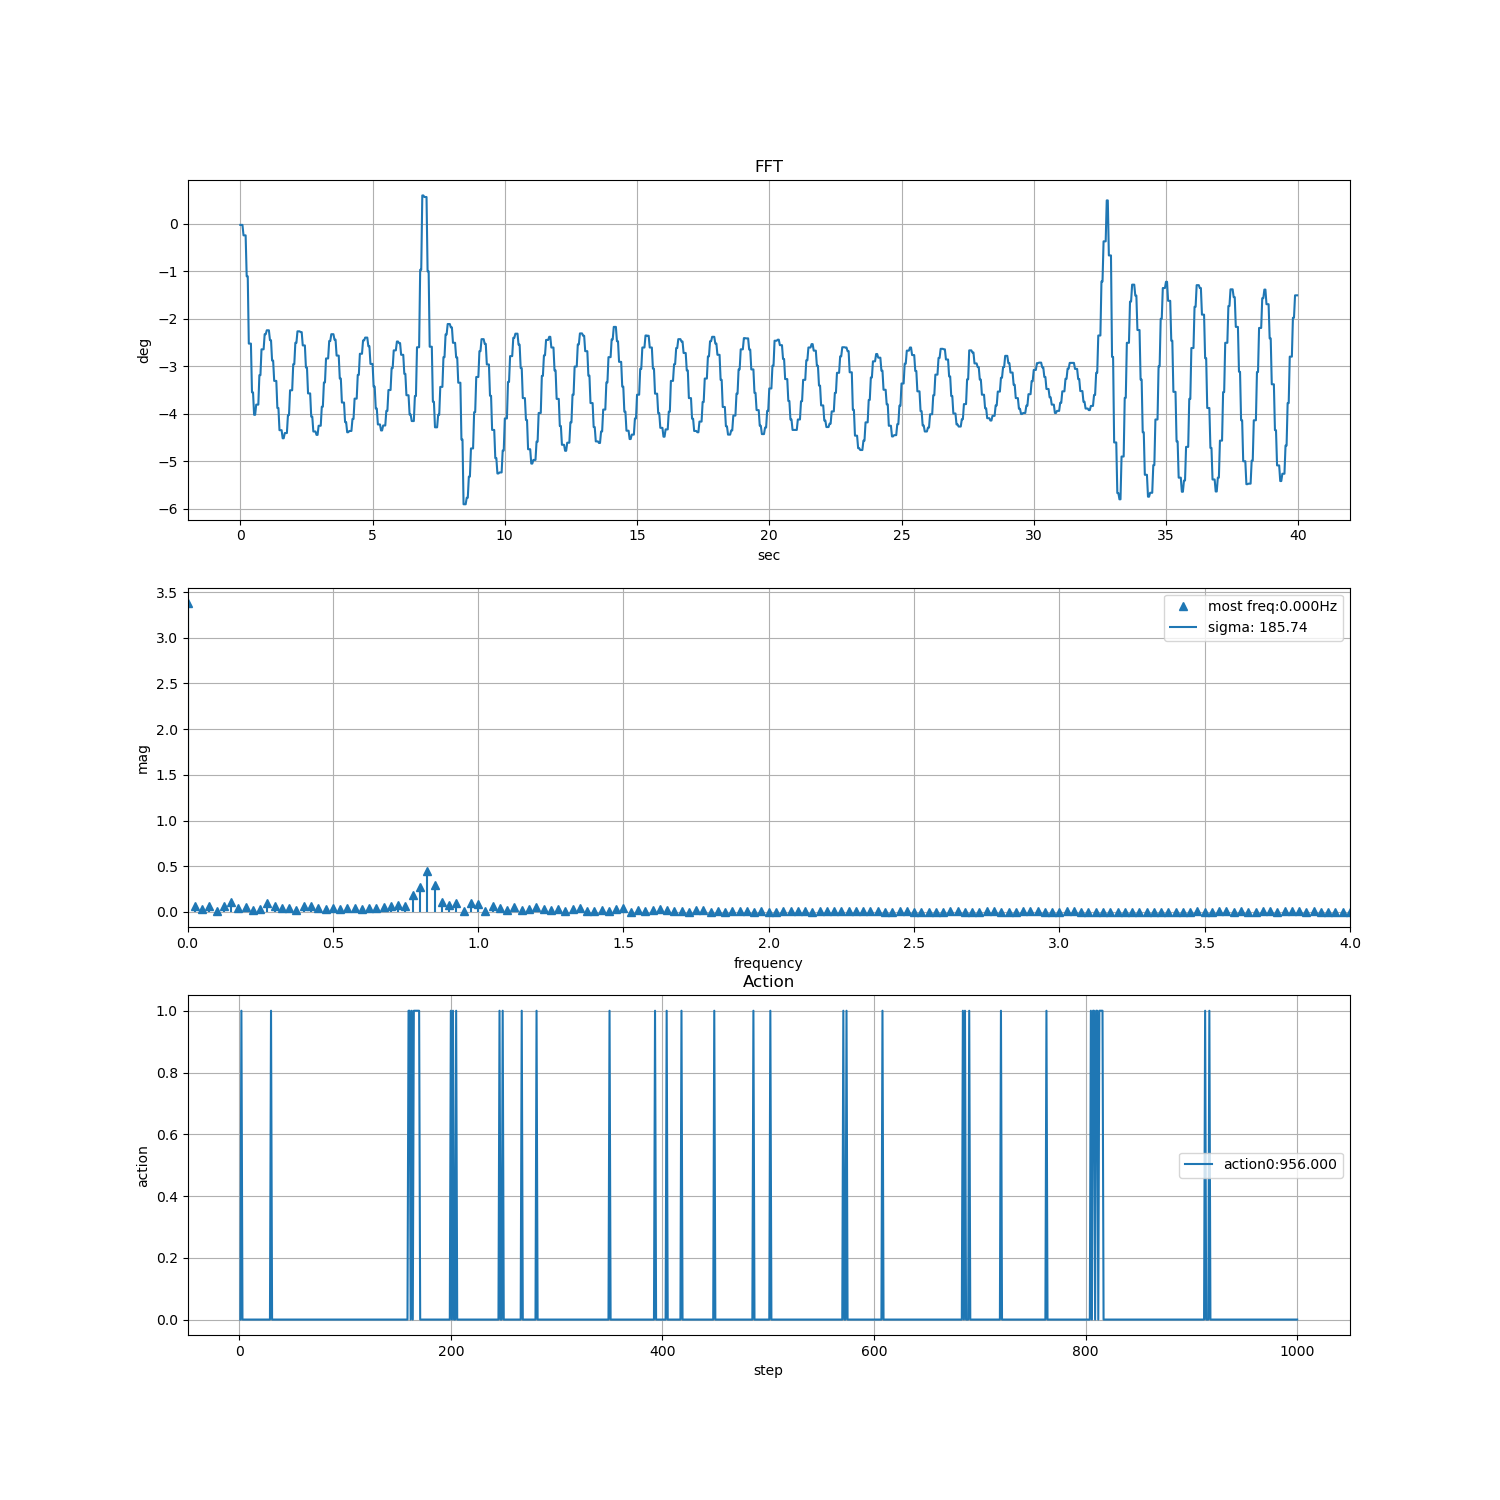 FFT
0
−1
−2
−3
−4
−5
−6
deg
0 5 10 15 20 25 30 35 40
sec
3.5
3.0
2.5
2.0
1.5
1.0
0.5
0.0
mag
most freq:0.000Hz
sigma: 185.74
0.0 0.5 1.0 1.5 2.0 2.5 3.0 3.5 4.0
frequency
Action
1.0
0.8
0.6
0.4
0.2
0.0
action
action0:956.000
0 200 400 600 800 1000
step